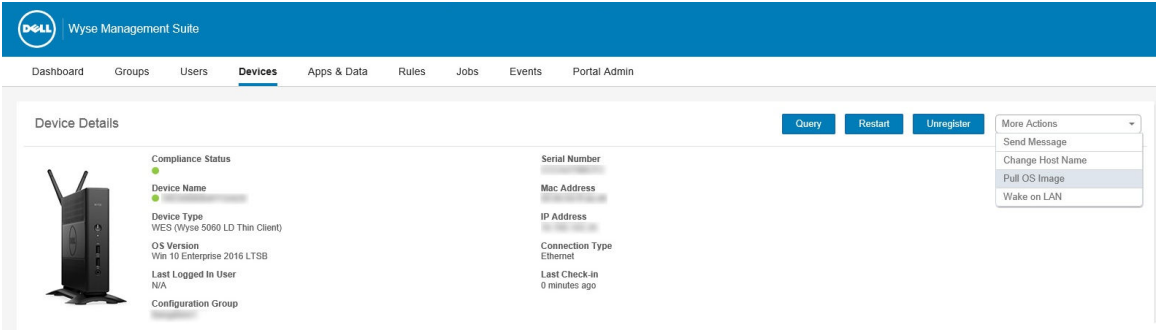 DELL
Wyse Management Suite
Dashboard Groups Users Devices Apps & Data Rules Jobs Events Portal Admin
Device Details
Query Restart Unregister More Actions
Send Message
Change Host Name
Pull OS Image
Wake on LAN
Compliance Status
Device Name
Device Type
WES (Wyse 5060 LD Thin Client)
OS Version
Win 10 Enterprise 2016 LTSB
Last Logged In User
N/A
Configuration Group
Serial Number
Mac Address
IP Address
Connection Type
Ethernet
Last Check-in
0 minutes ago